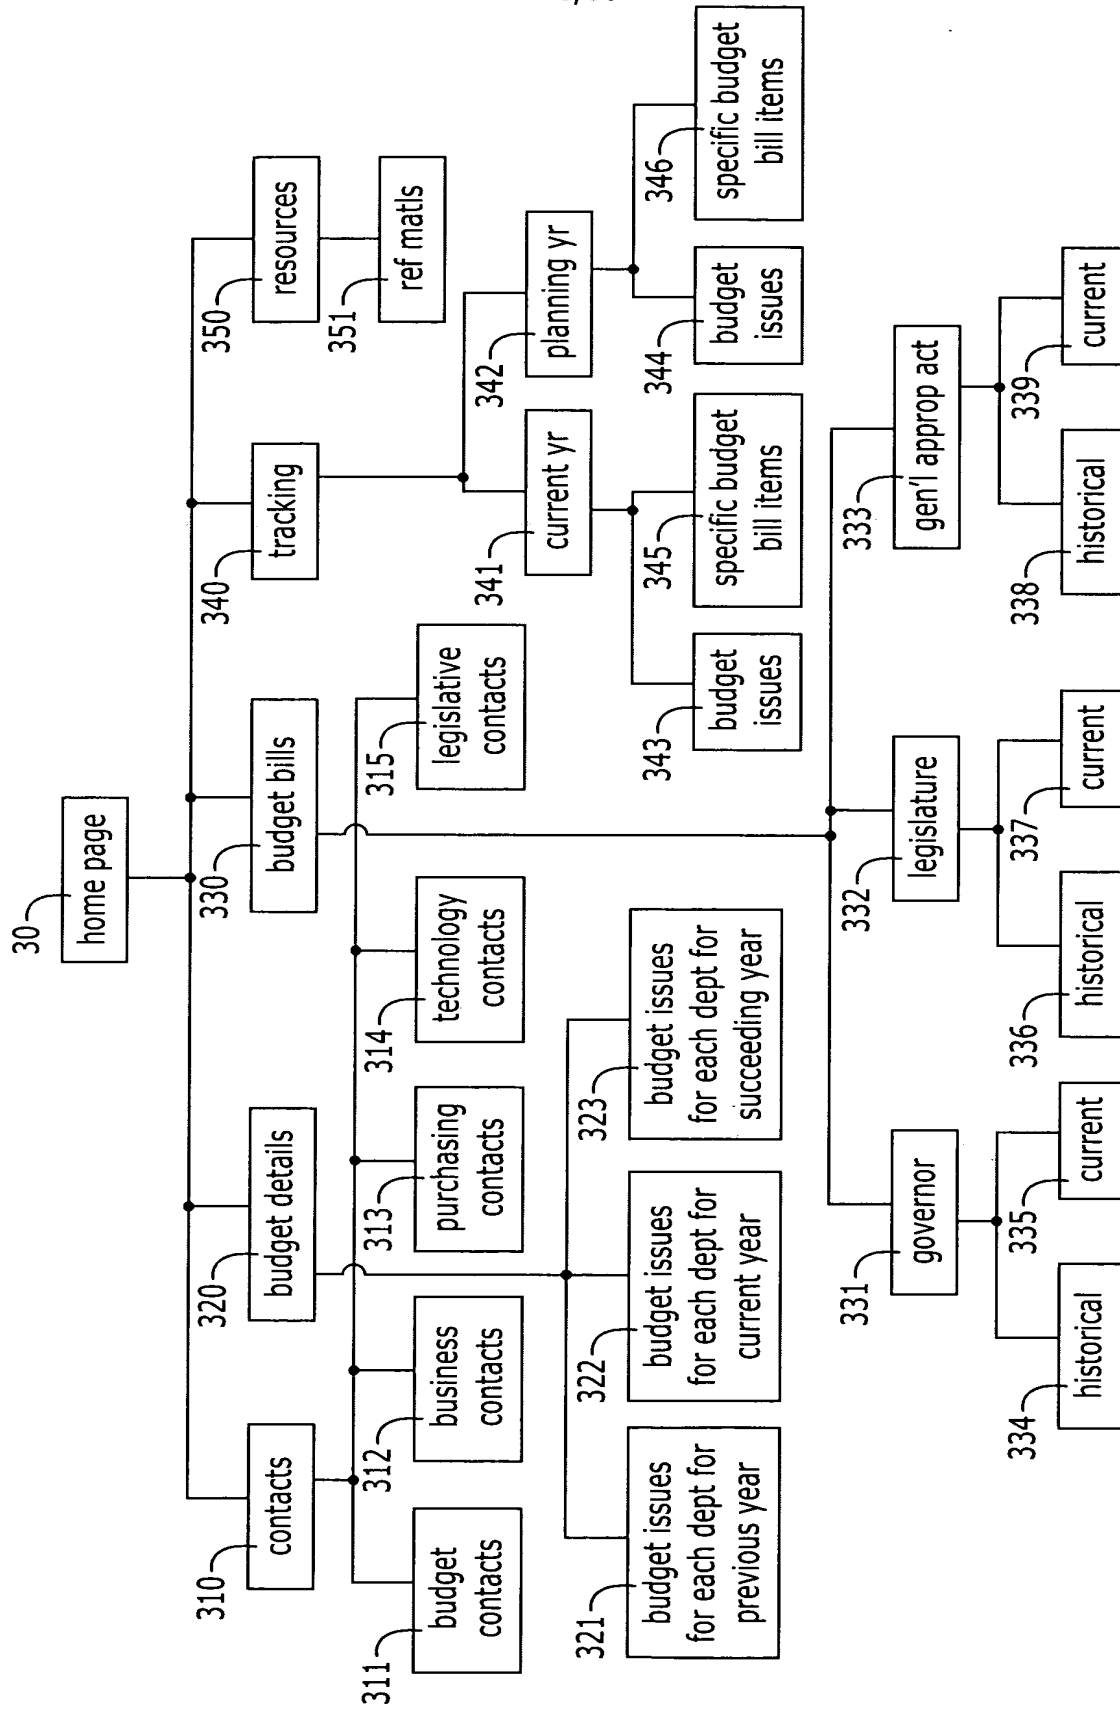 30
home page
310
contacts
320
budget details
330
budget bills
340
tracking
350
resources
311
budget
contacts
312
business
contacts
313
purchasing
contacts
314
technology
contacts
315
legislative
contacts
351
ref matls
341
current yr
342
planning yr
321
budget issues
for each dept for
previous year
322
budget issues
for each dept for
current year
323
budget issues
for each dept for
succeeding year
343
budget
issues
345
specific budget
bill items
344
budget
issues
346
specific budget
bill items
331
governor
332
legislature
333
gen'l approp act
334
historical
335
current
336
historical
337
current
338
historical
339
current